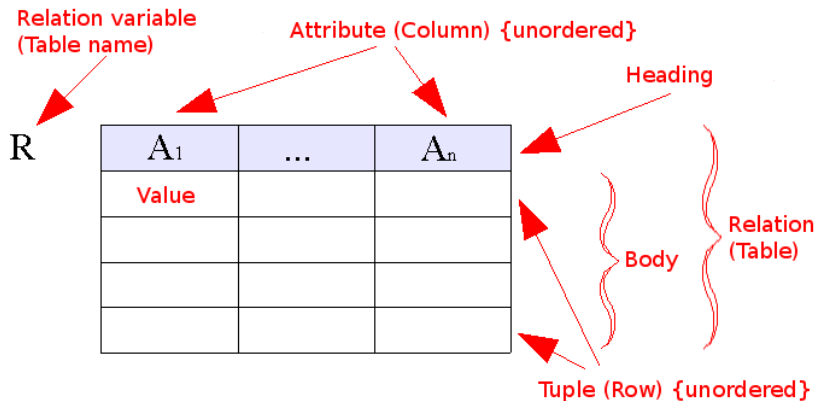 Relation variable
(Table name)
Attribute (Column) {unordered}
Heading
R
A1 ... An
Value
Relation
(Table)
Body
Tuple (Row) {unordered}